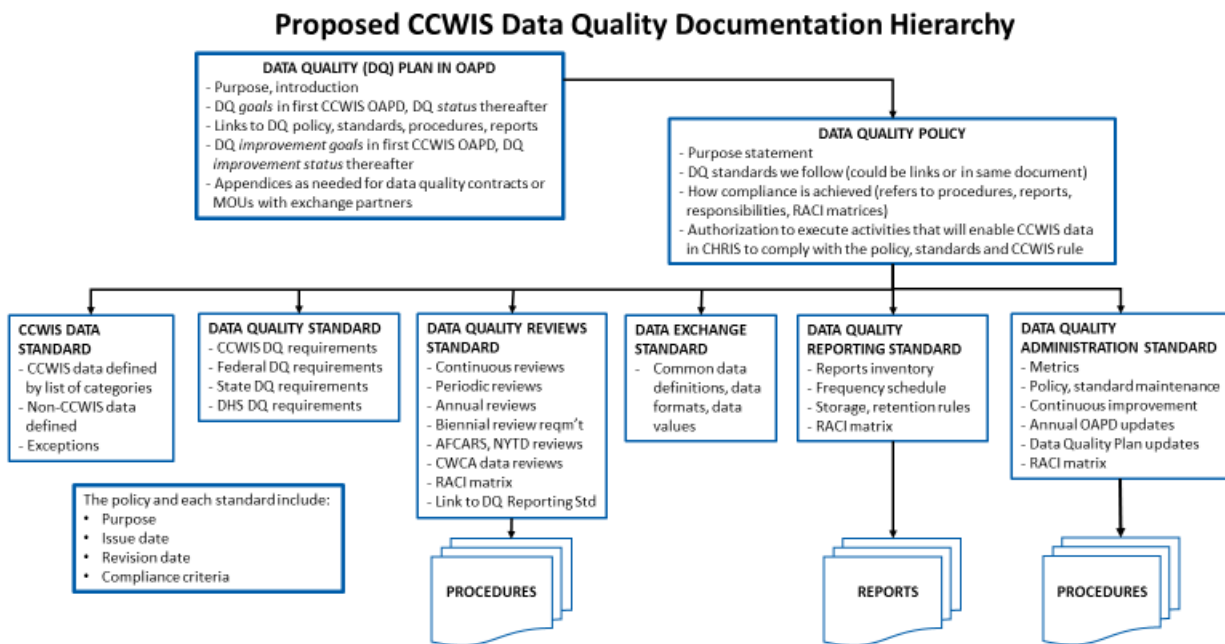 Proposed CCWIS Data Quality Documentation Hierarchy
DATA QUALITY (DQ) PLAN IN OAPD
- Purpose, introduction
- DQ goals in first CCWIS OAPD, DQ status thereafter
- Links to DQ policy, standards, procedures, reports
- DQ improvement goals in first CCWIS OAPD, DQ
improvement status thereafter
- Appendices as needed for data quality contracts or
MOUs with exchange partners
DATA QUALITY POLICY
- Purpose statement
- DQ standards we follow (could be links or in same document)
- How compliance is achieved (refers to procedures, reports,
responsibilities, RACI matrices)
- Authorization to execute activities that will enable CCWIS data
in CHRIS to comply with the policy, standards and CCWIS rule
CCWIS DATA
STANDARD
- CCWIS data defined
by list of categories
- Non-CCWIS data
defined
- Exceptions
DATA QUALITY STANDARD
- CCWIS DQ requirements
- Federal DQ requirements
- State DQ requirements
- DHS DQ requirements
DATA QUALITY REVIEWS
STANDARD
- Continuous reviews
- Periodic reviews
- Annual reviews
- Biennial review reqm't
- AFCARS, NYTD reviews
- CWCA data reviews
- RACI matrix
- Link to DQ Reporting Std
DATA EXCHANGE
STANDARD
- Common data
definitions, data
formats, data
values
DATA QUALITY
REPORTING STANDARD
- Reports inventory
- Frequency schedule
- Storage, retention rules
- RACI matrix
DATA QUALITY
ADMINISTRATION STANDARD
- Metrics
- Policy, standard maintenance
- Continuous improvement
- Annual OAPD updates
- Data Quality Plan updates
- RACI matrix
The policy and each standard include:
• Purpose
• Issue date
• Revision date
• Compliance criteria
PROCEDURES
REPORTS
PROCEDURES